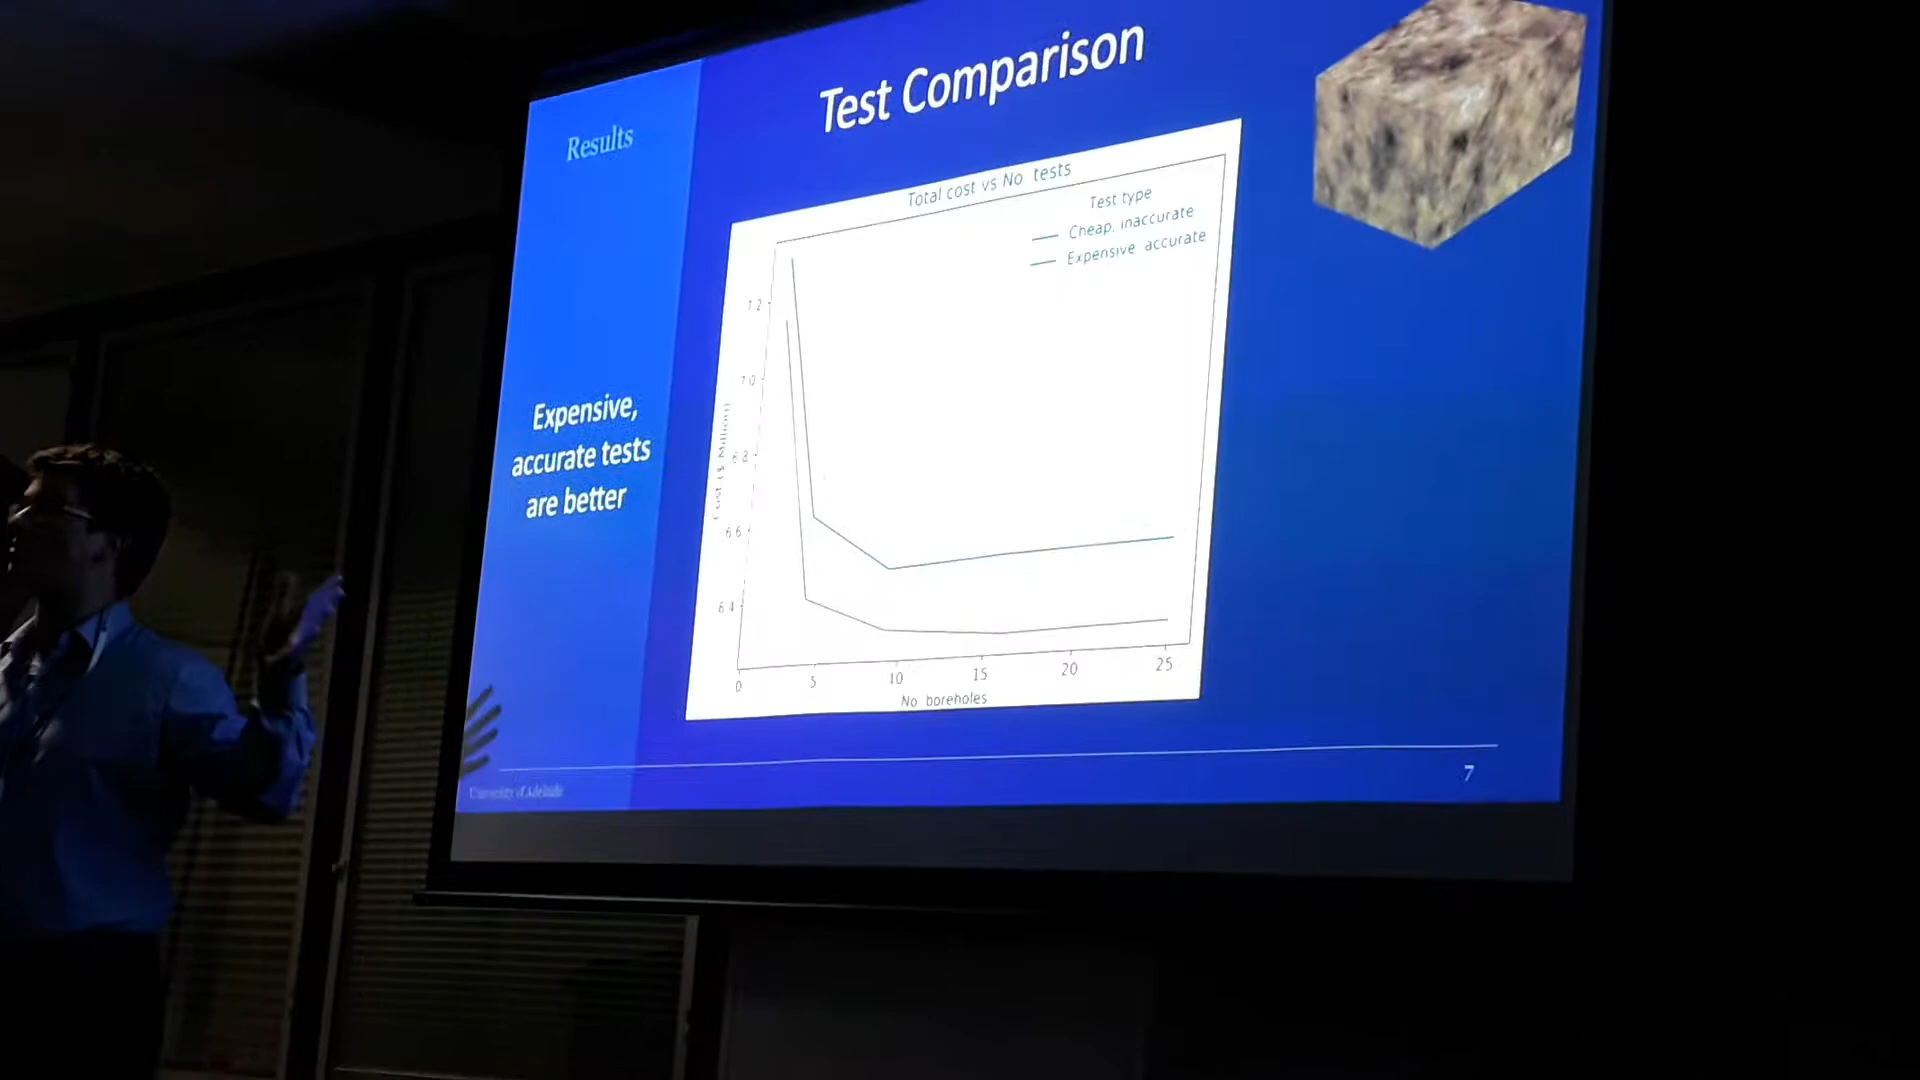 Test Comparison
Results
Expensive,
accurate tests
are better
Total cost vs No tests
Test type
Cheap, inaccurate
Expensive accurate
7.2
7.0
6.8
6.6
6.4
Cost ($ Million)
0 5 10 15 20 25
No boreholes
University of Adelaide
7